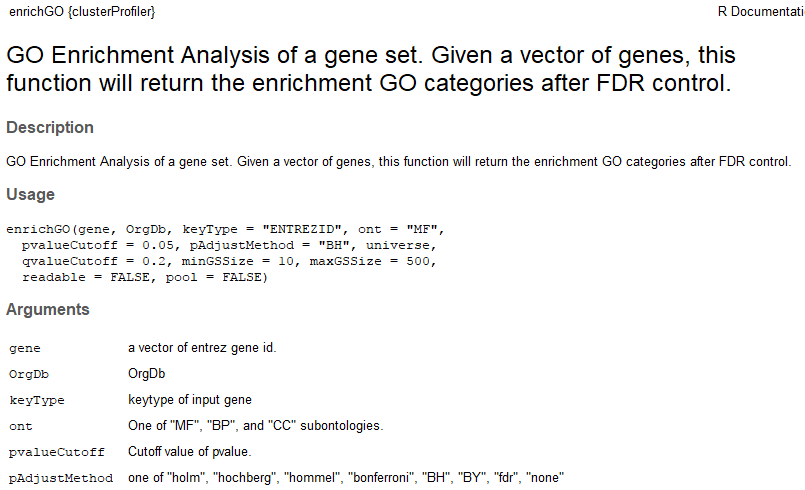 enrichGO {clusterProfiler}
R Documentati
GO Enrichment Analysis of a gene set. Given a vector of genes, this
function will return the enrichment GO categories after FDR control.
Description
GO Enrichment Analysis of a gene set. Given a vector of genes, this function will return the enrichment GO categories after FDR control.
Usage
enrichGO(gene, OrgDb, keyType = "ENTREZID", ont = "MF",
pvalueCutoff = 0.05, pAdjustMethod = "BH", universe,
qvalueCutoff = 0.2, minGSSize = 10, maxGSSize = 500,
readable = FALSE, pool = FALSE)
Arguments
gene a vector of entrez gene id.
OrgDb OrgDb
keyType keytype of input gene
ont One of "MF", "BP", and "CC" subontologies.
pvalueCutoff Cutoff value of pvalue.
pAdjustMethod one of "holm", "hochberg", "hommel", "bonferroni", "BH", "BY", "fdr", "none"